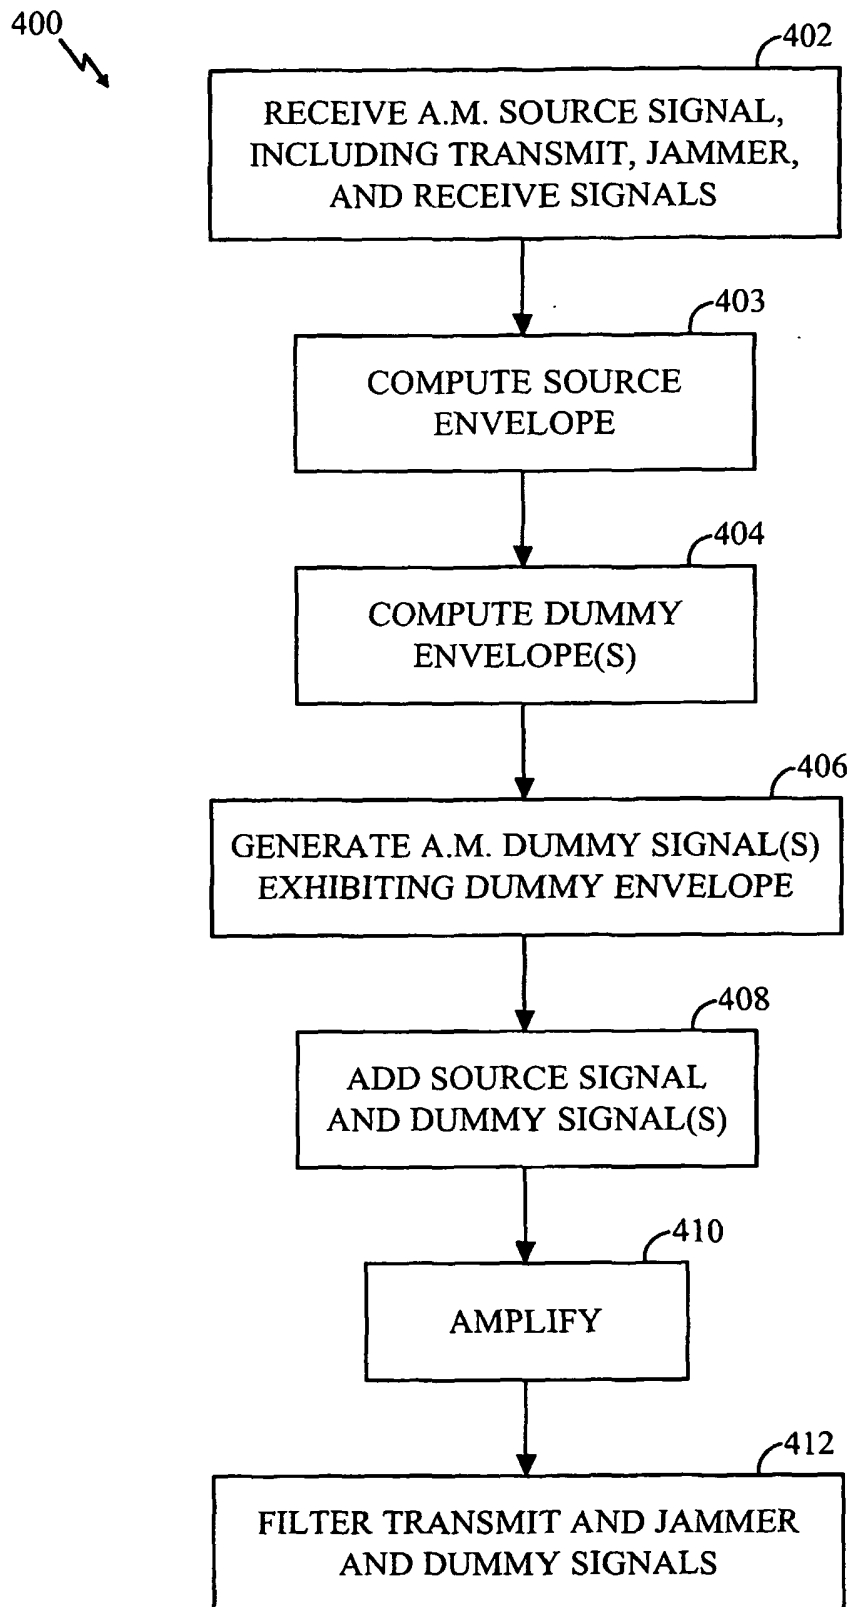 400
402
RECEIVE A.M. SOURCE SIGNAL,
INCLUDING TRANSMIT, JAMMER,
AND RECEIVE SIGNALS
403
COMPUTE SOURCE
ENVELOPE
404
COMPUTE DUMMY
ENVELOPE(S)
406
GENERATE A.M. DUMMY SIGNAL(S)
EXHIBITING DUMMY ENVELOPE
408
ADD SOURCE SIGNAL
AND DUMMY SIGNAL(S)
410
AMPLIFY
412
FILTER TRANSMIT AND JAMMER
AND DUMMY SIGNALS